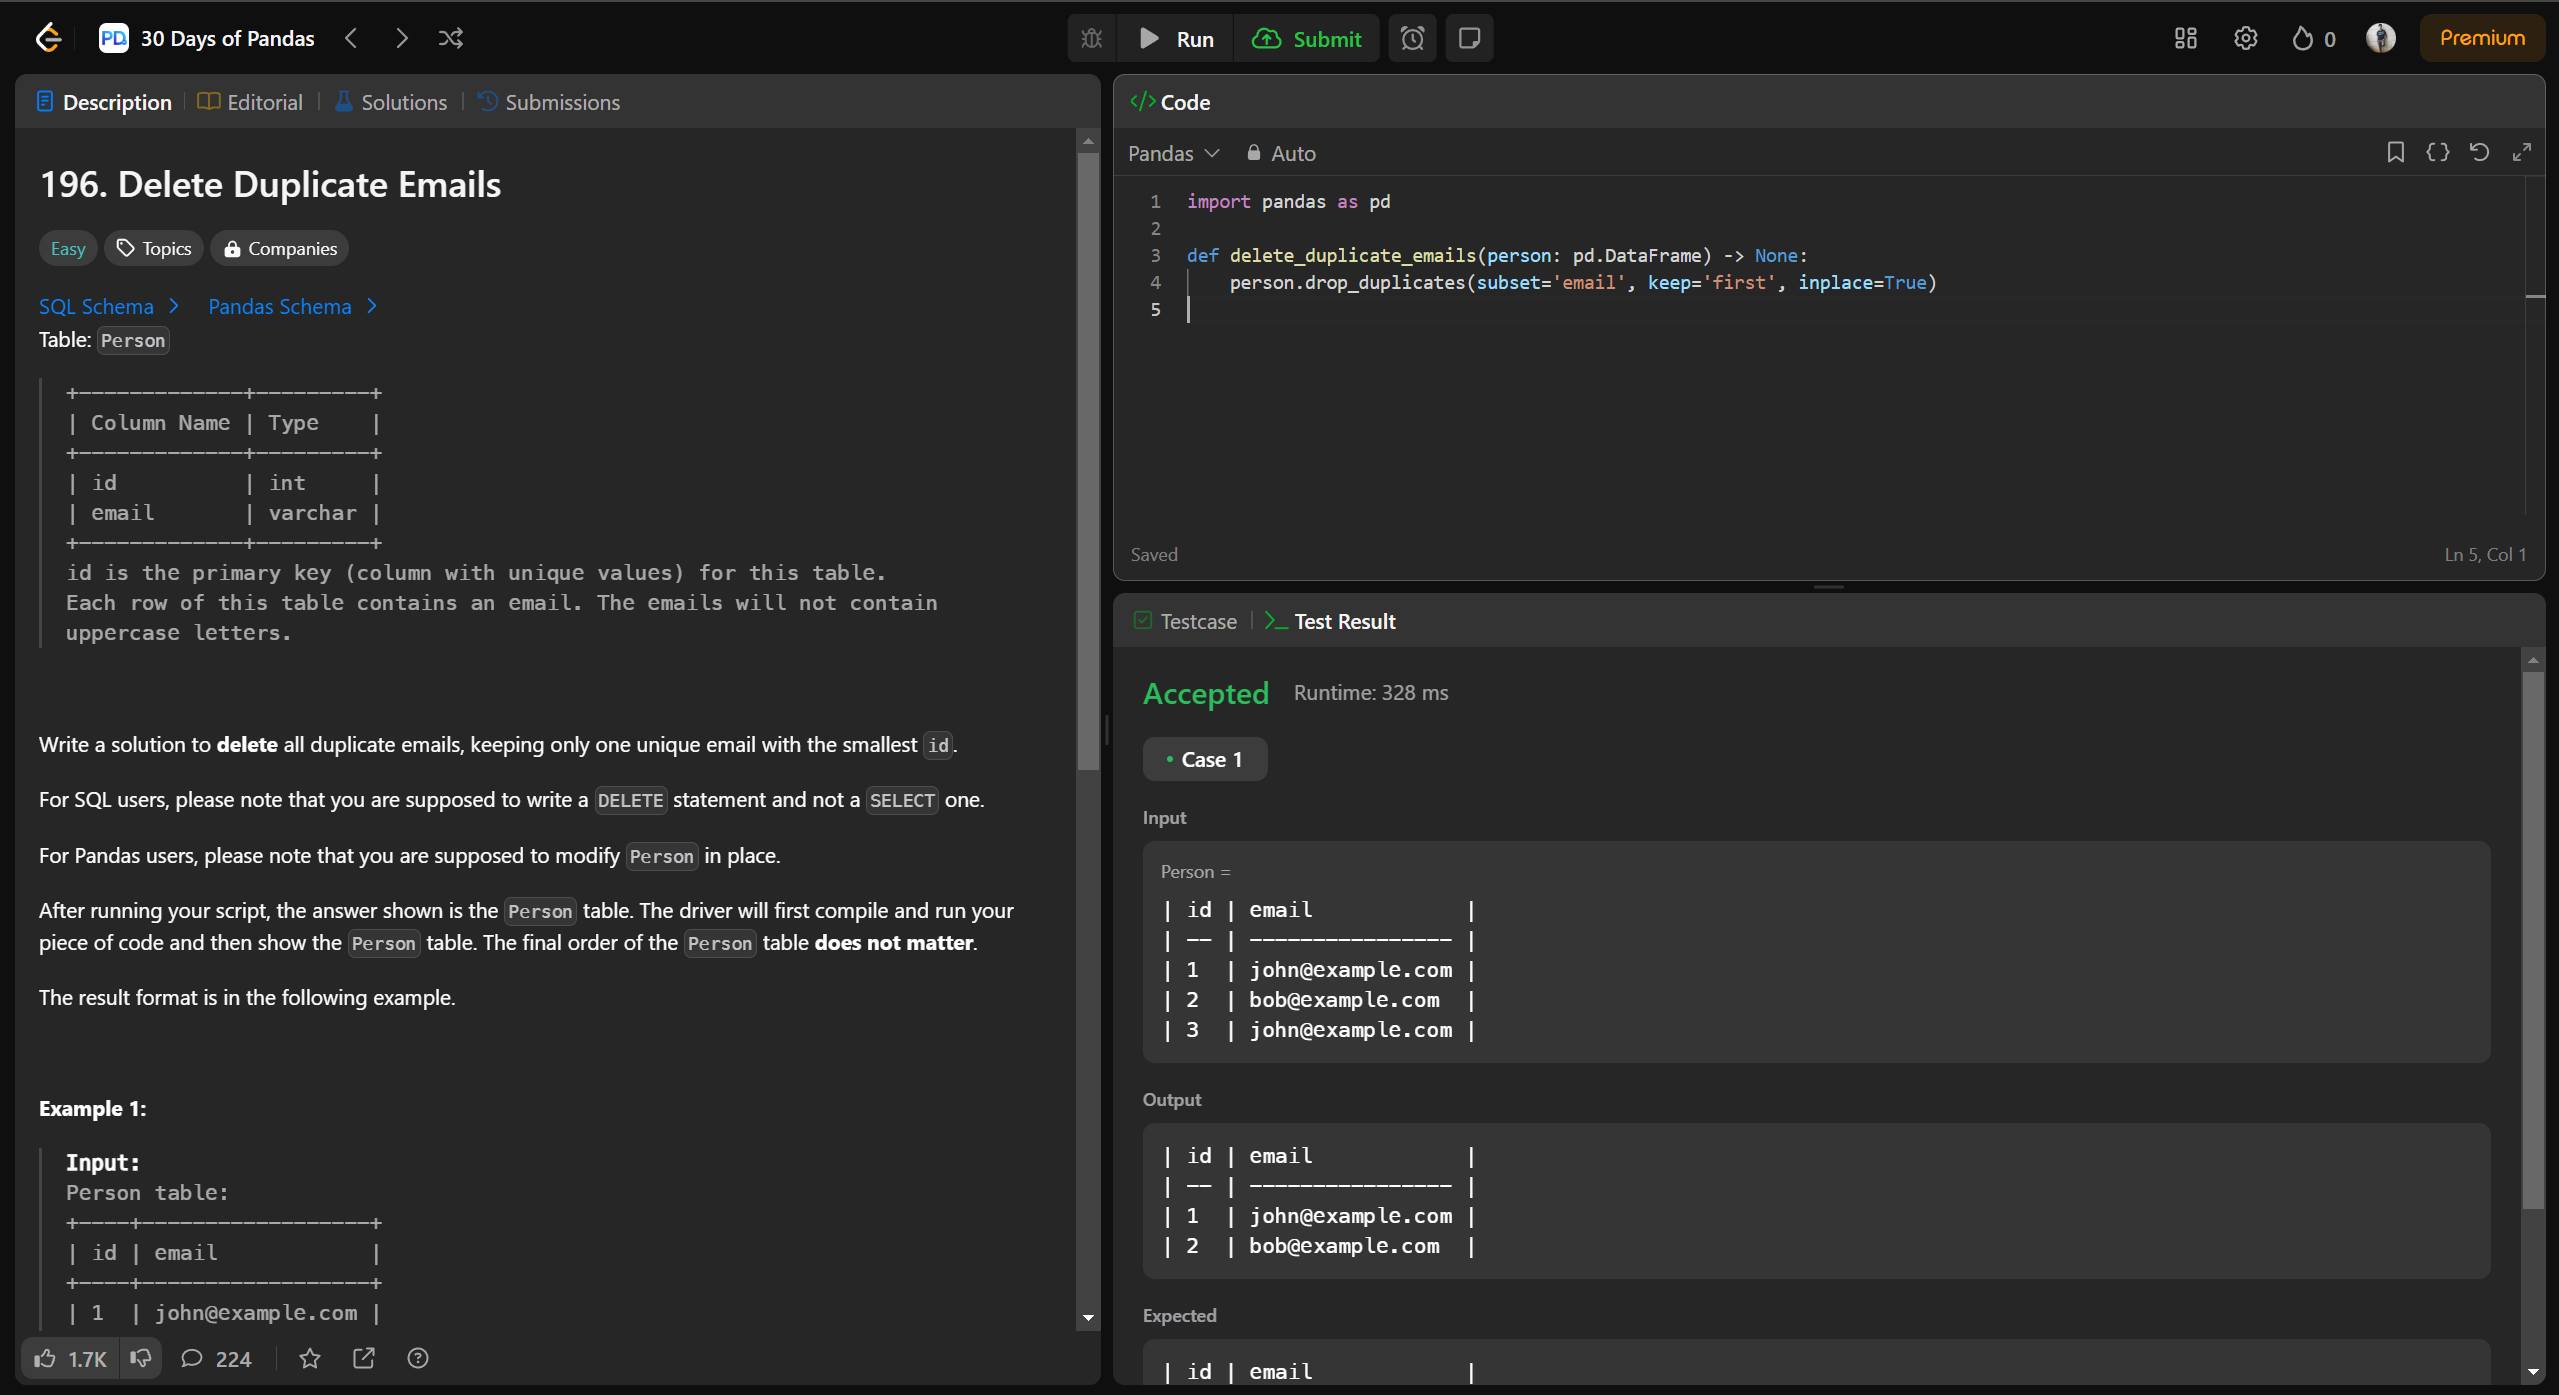 PD 30 Days of Pandas
Run
Submit
0
Premium
Description
Editorial
Solutions
Submissions
196. Delete Duplicate Emails
Easy
Topics
Companies
SQL Schema
Pandas Schema
Table: Person
+-------------+---------+
| Column Name | Type    |
+-------------+---------+
| id          | int     |
| email       | varchar |
+-------------+---------+
id is the primary key (column with unique values) for this table.
Each row of this table contains an email. The emails will not contain
uppercase letters.
Write a solution to delete all duplicate emails, keeping only one unique email with the smallest id.
For SQL users, please note that you are supposed to write a DELETE statement and not a SELECT one.
For Pandas users, please note that you are supposed to modify Person in place.
After running your script, the answer shown is the Person table. The driver will first compile and run your
piece of code and then show the Person table. The final order of the Person table does not matter.
The result format is in the following example.
Example 1:
Input:
Person table:
+----+------------------+
| id | email            |
+----+------------------+
| 1  | john@example.com |
1.7K
224
Code
Pandas
Auto
1 import pandas as pd
2
3 def delete_duplicate_emails(person: pd.DataFrame) -> None:
4     person.drop_duplicates(subset='email', keep='first', inplace=True)
5
Saved
Ln 5, Col 1
Testcase
Test Result
Accepted
Runtime: 328 ms
• Case 1
Input
Person =
| id | email            |
| -- | ---------------- |
| 1  | john@example.com |
| 2  | bob@example.com  |
| 3  | john@example.com |
Output
| id | email            |
| -- | ---------------- |
| 1  | john@example.com |
| 2  | bob@example.com  |
Expected
| id | email            |